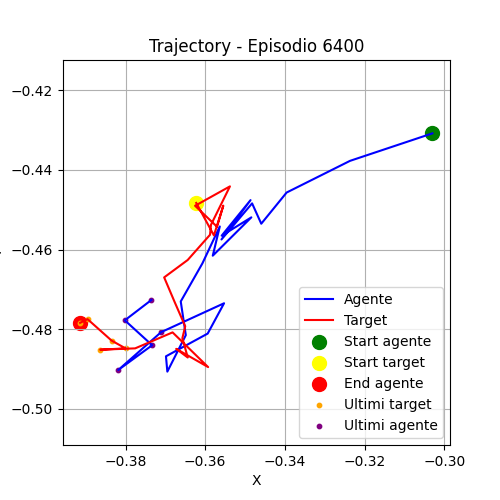 Trajectory - Episodio 6400
−0.42
−0.44
−0.46
−0.48
−0.50
−0.38
−0.36
−0.34
−0.32
−0.30
X
Agente
Target
Start agente
Start target
End agente
Ultimi target
Ultimi agente